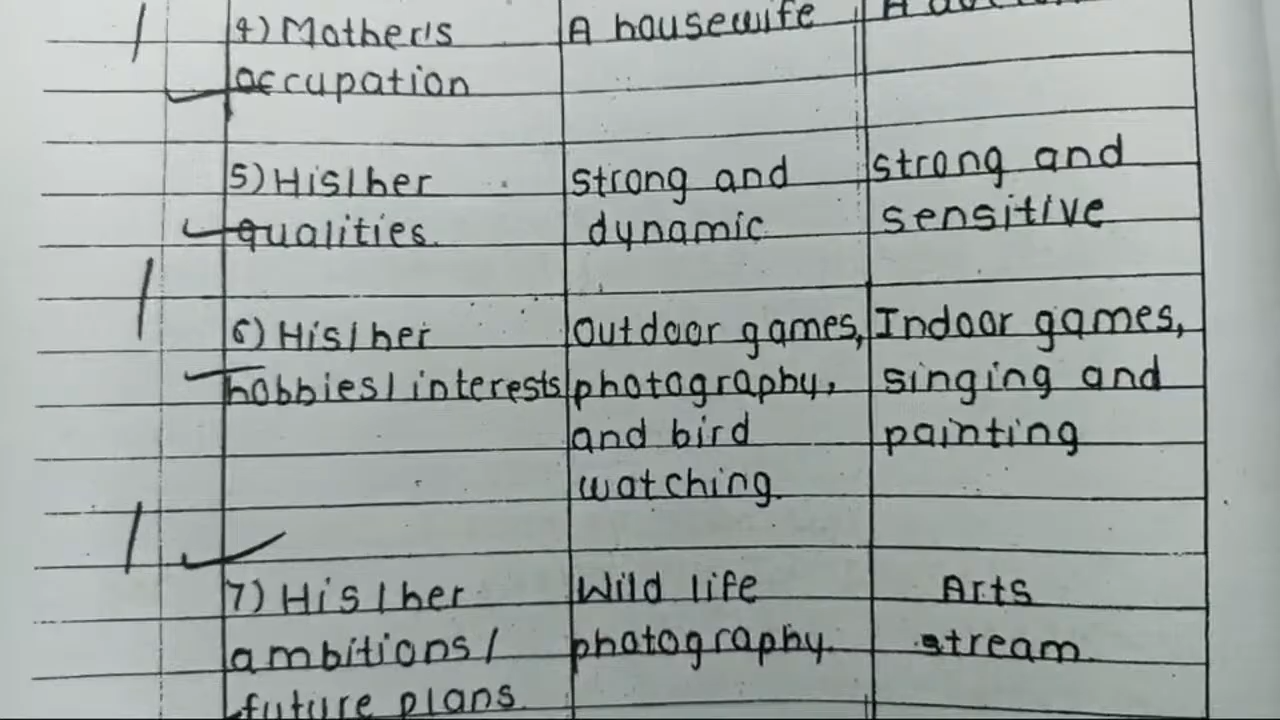 4) Mother's A housewife
occupation
5) His/her strong and strong and
qualities. dynamic sensitive
6) His/her outdoor games, Indoor games,
hobbies/interests photography, singing and
and bird painting
watching.
7) His/her Wild life Arts
ambitions/ photography. stream.
future plans.